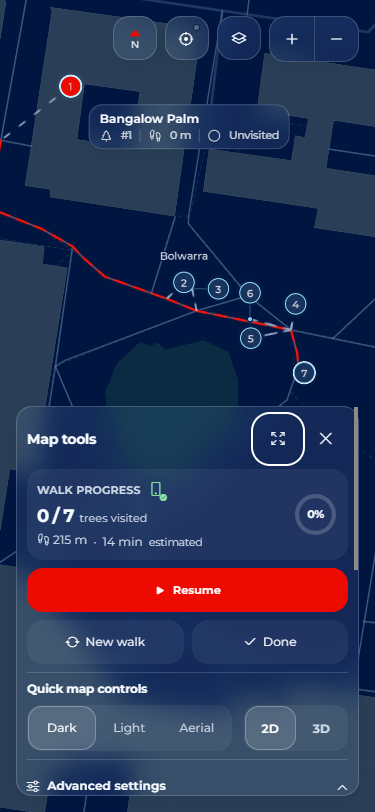 N
1
Bangalow Palm
#1 0 m Unvisited
Bolwarra
2
3
6
4
5
7
Map tools
WALK PROGRESS
0 / 7 trees visited
0%
215 m · 14 min estimated
Resume
New walk
Done
Quick map controls
Dark Light Aerial 2D 3D
Advanced settings